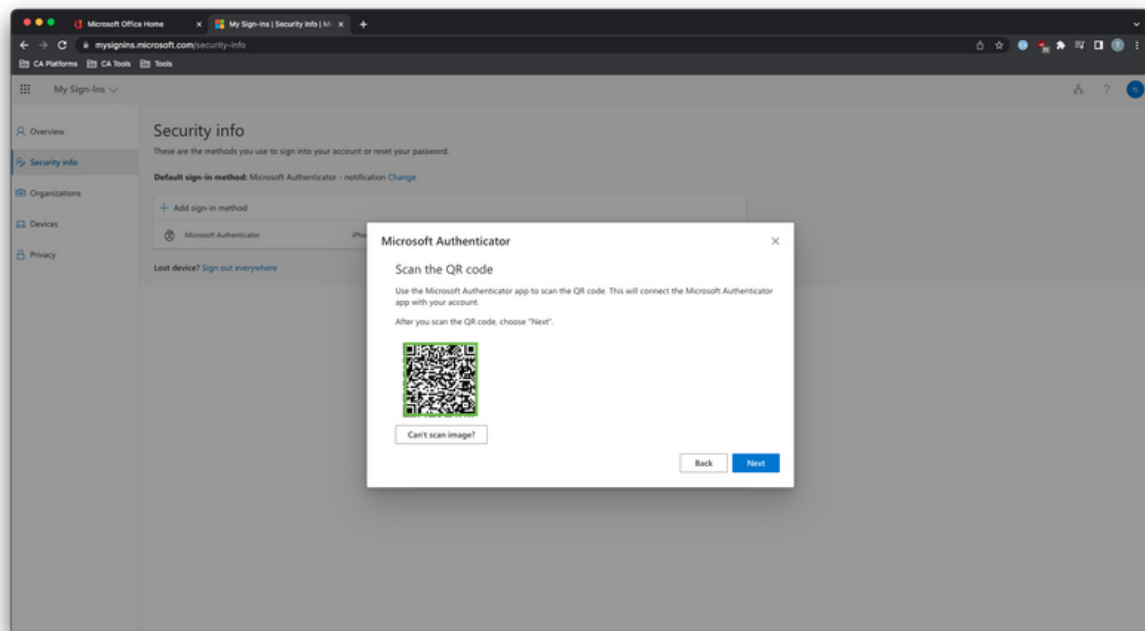 Microsoft Office Home
My Sign-Ins | Security Info | Mi
mysignins.microsoft.com/security-info
CA Platforms CA Tools Tools
My Sign-Ins
?
Overview
Security info
Organizations
Devices
Privacy
Security info
These are the methods you use to sign into your account or reset your password.
Default sign-in method: Microsoft Authenticator - notification Change
+ Add sign-in method
Microsoft Authenticator
Lost device? Sign out everywhere
Microsoft Authenticator
Scan the QR code
Use the Microsoft Authenticator app to scan the QR code. This will connect the Microsoft Authenticator
app with your account.
After you scan the QR code, choose "Next".
Can't scan image?
Back Next